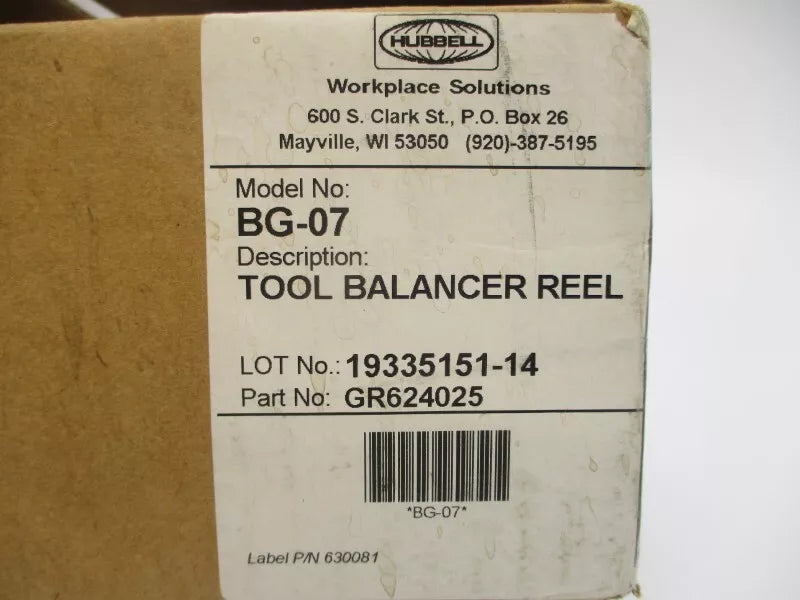 HUBBELL
Workplace Solutions
600 S. Clark St., P.O. Box 26
Mayville, WI 53050 (920)-387-5195
Model No:
BG-07
Description:
TOOL BALANCER REEL
LOT No.: 19335151-14
Part No: GR624025
*BG-07*
Label P/N 630081